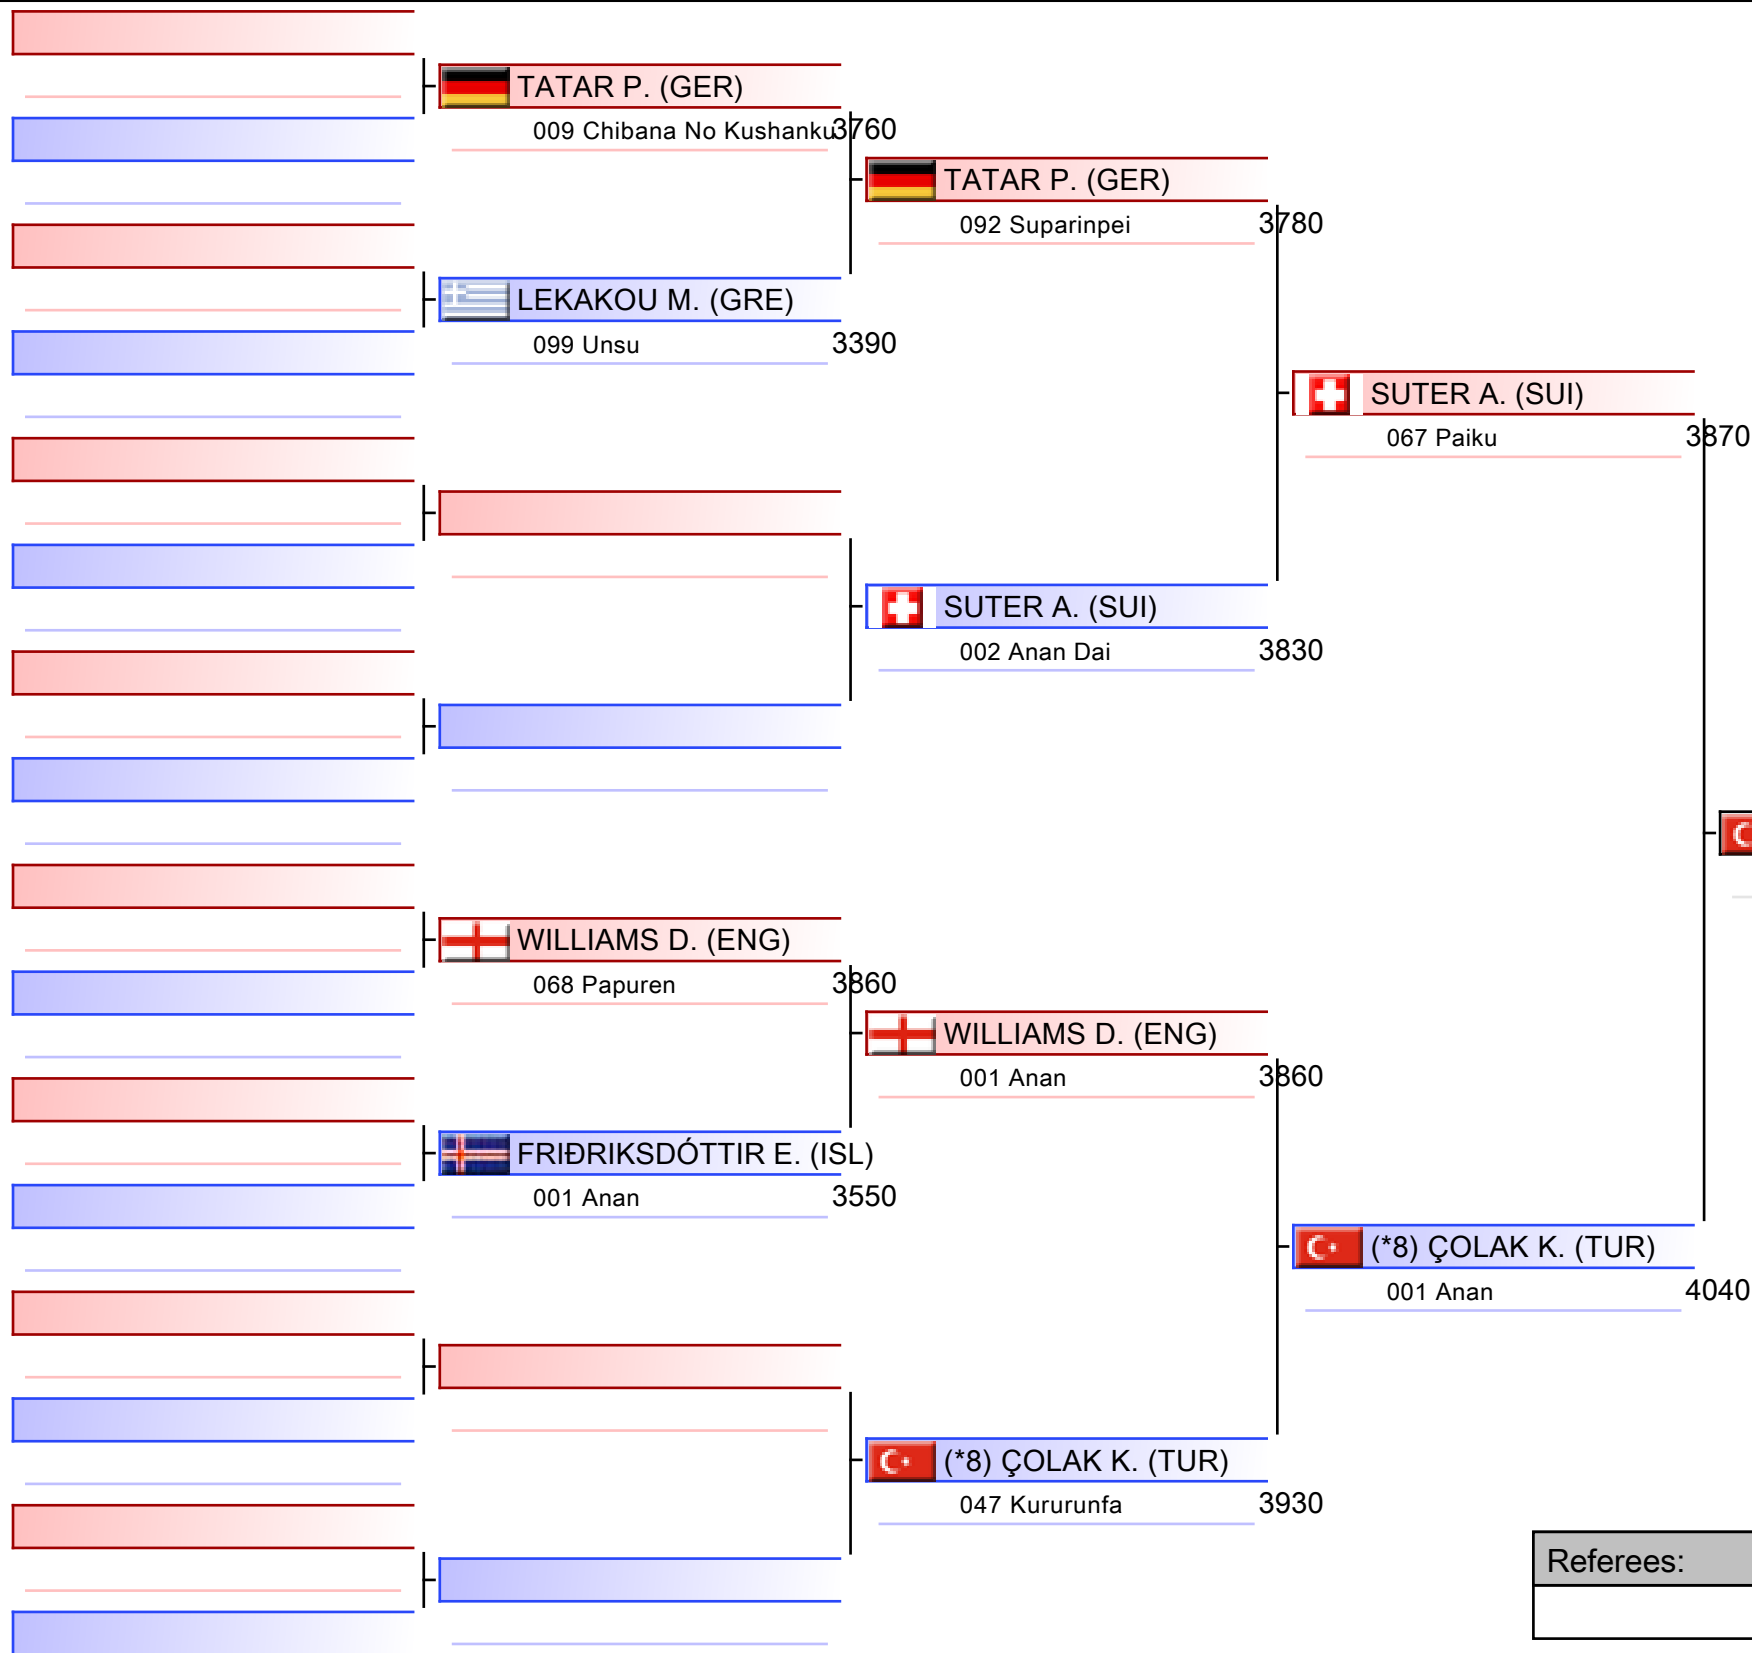 TATAR P. (GER)
009 Chibana No Kushanku 3760
LEKAKOU M. (GRE)
099 Unsu 3390
WILLIAMS D. (ENG)
068 Papuren 3860
FRIÐRIKSDÓTTIR E. (ISL)
001 Anan 3550
TATAR P. (GER)
092 Suparinpei 3780
SUTER A. (SUI)
002 Anan Dai 3830
WILLIAMS D. (ENG)
001 Anan 3860
(*8) ÇOLAK K. (TUR)
047 Kururunfa 3930
SUTER A. (SUI)
067 Paiku 3870
(*8) ÇOLAK K. (TUR)
001 Anan 4040
Referees: